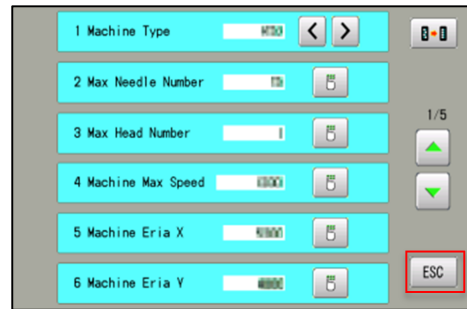 1 Machine Type
2 Max Needle Number
1/5
3 Max Head Number
4 Machine Max Speed
5 Machine Eria X
6 Machine Eria Y
ESC